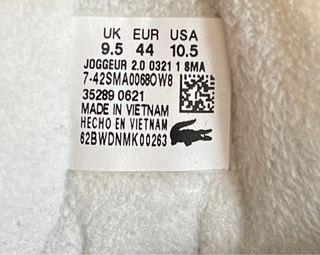 UK EUR USA
9.5 44 10.5
JOGGEUR 2.0 0321 1 SMA
7-42SMA0068OW8
35289 0621
MADE IN VIETNAM
HECHO EN VIETNAM
62BWDNMK00263